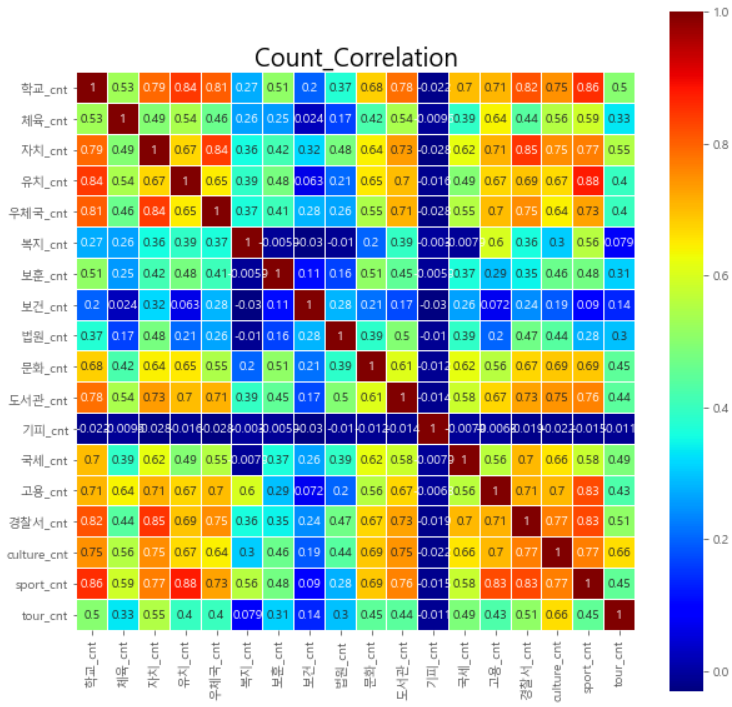 Count_Correlation
학교_cnt 1 0.53 0.79 0.84 0.81 0.27 0.51 0.2 0.37 0.68 0.78 -0.022 0.7 0.71 0.82 0.75 0.86 0.5
체육_cnt 0.53 1 0.49 0.54 0.46 0.26 0.25 0.024 0.17 0.42 0.54 0.39 0.64 0.44 0.56 0.59 0.33
자치_cnt 0.79 0.49 1 0.67 0.84 0.36 0.42 0.32 0.48 0.64 0.73 -0.028 0.62 0.71 0.85 0.75 0.77 0.55
유치_cnt 0.84 0.54 0.67 1 0.65 0.39 0.48 0.063 0.21 0.65 0.7 -0.016 0.49 0.67 0.69 0.67 0.88 0.4
우체국_cnt 0.81 0.46 0.84 0.65 1 0.37 0.41 0.28 0.26 0.55 0.71 -0.028 0.55 0.7 0.75 0.64 0.73 0.4
복지_cnt 0.27 0.26 0.36 0.39 0.37 1 -0.03 -0.01 0.2 0.39 0.6 0.36 0.3 0.56 0.079
보훈_cnt 0.51 0.25 0.42 0.48 0.41 1 0.11 0.16 0.51 0.45 0.37 0.29 0.35 0.46 0.48 0.31
보건_cnt 0.2 0.024 0.32 0.063 0.28 -0.03 0.11 1 0.28 0.21 0.17 -0.03 0.26 0.072 0.24 0.19 0.09 0.14
법원_cnt 0.37 0.17 0.48 0.21 0.26 -0.01 0.16 0.28 1 0.39 0.5 -0.01 0.39 0.2 0.47 0.44 0.28 0.3
문화_cnt 0.68 0.42 0.64 0.65 0.55 0.2 0.51 0.21 0.39 1 0.61 -0.012 0.62 0.56 0.67 0.69 0.69 0.45
도서관_cnt 0.78 0.54 0.73 0.7 0.71 0.39 0.45 0.17 0.5 0.61 1 -0.014 0.58 0.67 0.73 0.75 0.76 0.44
기피_cnt -0.022 -0.028 -0.016 -0.028 -0.03 -0.01 -0.012 -0.014 1 -0.019 -0.022 -0.015 -0.011
국세_cnt 0.7 0.39 0.62 0.49 0.55 0.37 0.26 0.39 0.62 0.58 1 0.56 0.7 0.66 0.58 0.49
고용_cnt 0.71 0.64 0.71 0.67 0.7 0.6 0.29 0.072 0.2 0.56 0.67 0.56 1 0.71 0.7 0.83 0.43
경찰서_cnt 0.82 0.44 0.85 0.69 0.75 0.36 0.35 0.24 0.47 0.67 0.73 -0.019 0.7 0.71 1 0.77 0.83 0.51
culture_cnt 0.75 0.56 0.75 0.67 0.64 0.3 0.46 0.19 0.44 0.69 0.75 -0.022 0.66 0.7 0.77 1 0.77 0.66
sport_cnt 0.86 0.59 0.77 0.88 0.73 0.56 0.48 0.09 0.28 0.69 0.76 -0.015 0.58 0.83 0.83 0.77 1 0.45
tour_cnt 0.5 0.33 0.55 0.4 0.4 0.079 0.31 0.14 0.3 0.45 0.44 -0.011 0.49 0.43 0.51 0.66 0.45 1
학교_cnt 체육_cnt 자치_cnt 유치_cnt 우체국_cnt 복지_cnt 보훈_cnt 보건_cnt 법원_cnt 문화_cnt 도서관_cnt 기피_cnt 국세_cnt 고용_cnt 경찰서_cnt culture_cnt sport_cnt tour_cnt
1.0
0.8
0.6
0.4
0.2
0.0